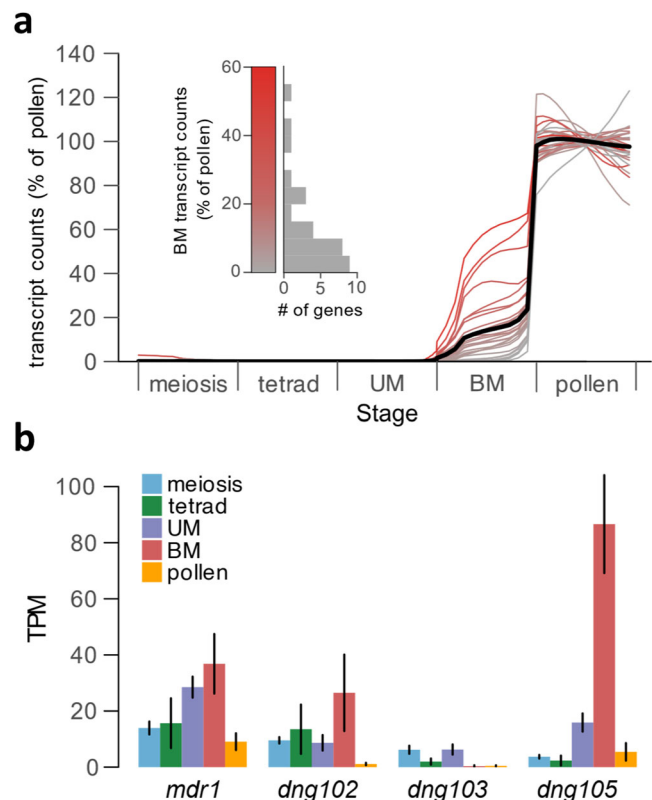 a
140
120
100
80
60
40
20
0
transcript counts (% of pollen)
60
40
20
0
BM transcript counts
(% of pollen)
0 5 10
# of genes
meiosis tetrad UM BM pollen
Stage
b
meiosis
tetrad
UM
BM
pollen
100
80
60
40
20
0
TPM
mdr1 dng102 dng103 dng105